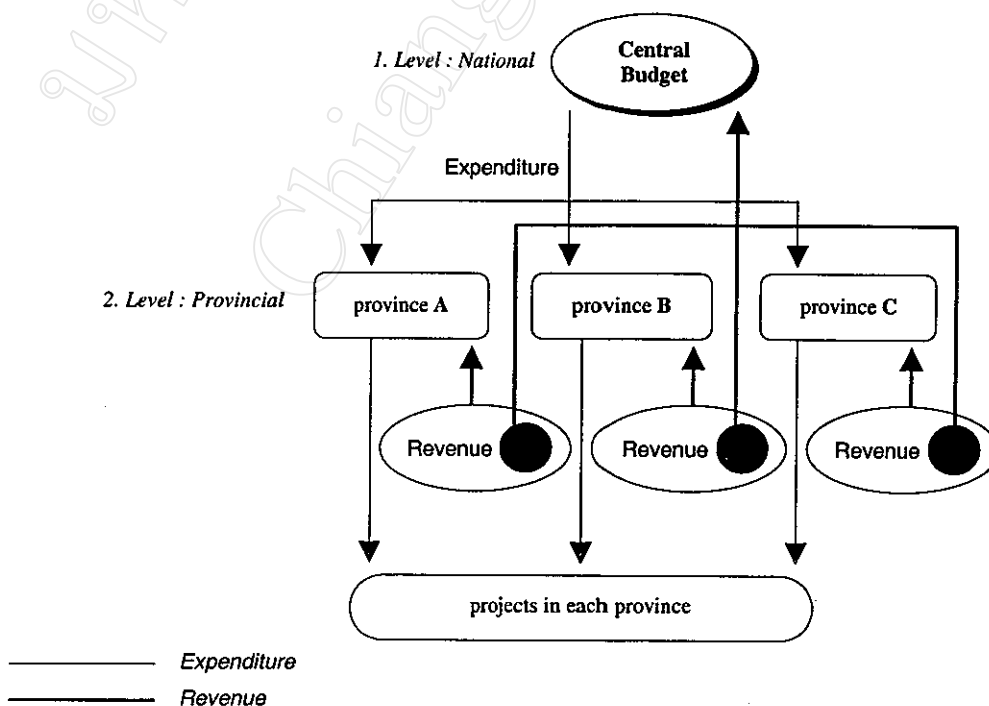 1. Level : National
Central
Budget
Expenditure
2. Level : Provincial
province A
province B
province C
Revenue
Revenue
Revenue
projects in each province
Expenditure
Revenue
Chiang